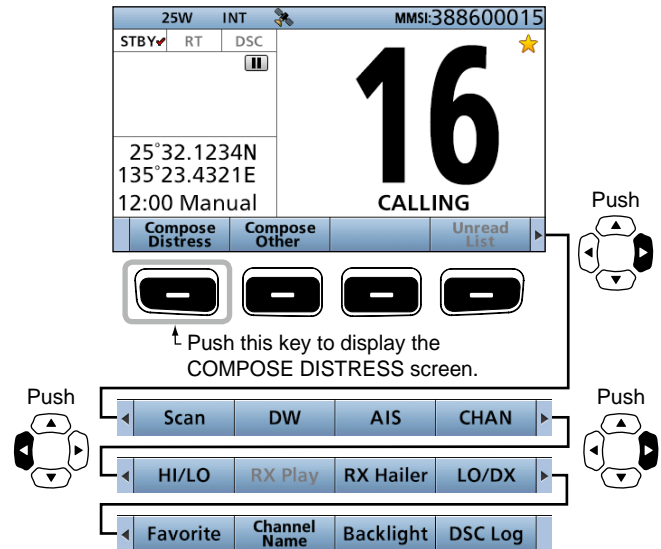 25W INT MMSI:388600015
STBY✔ RT DSC
16
25°32.1234N
135°23.4321E
12:00 Manual CALLING
Push
Compose Distress Compose Other Unread List
Push this key to display the
COMPOSE DISTRESS screen.
Push Push
Scan DW AIS CHAN
HI/LO RX Play RX Hailer LO/DX
Favorite Channel Name Backlight DSC Log